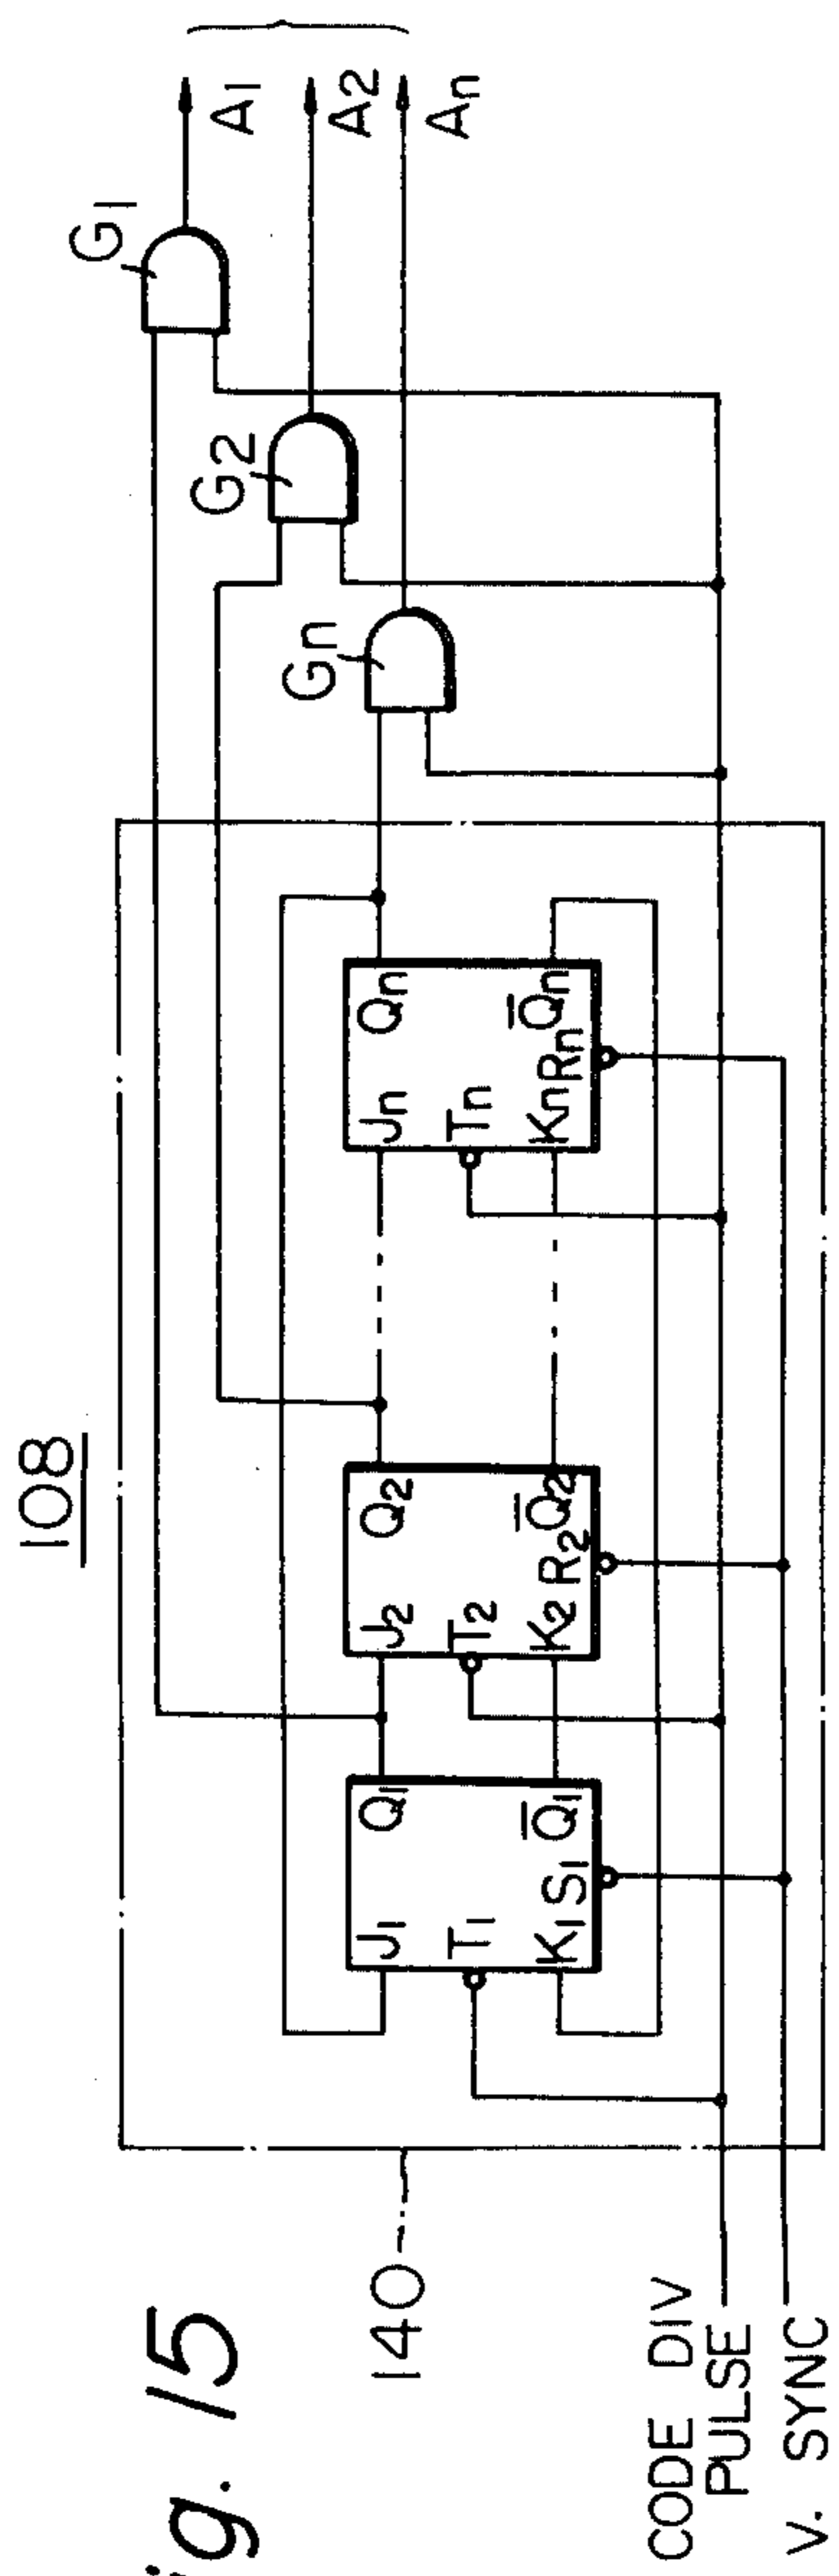 ig. 15
108
140
CODE DIV
PULSE
V. SYNC
J1 Q1
T1
K1 S1 Q̅1
J2 Q2
T2
K2 R2 Q̅2
Jn Qn
Tn
Kn Rn Q̅n
G1
G2
Gn
A1
A2
An